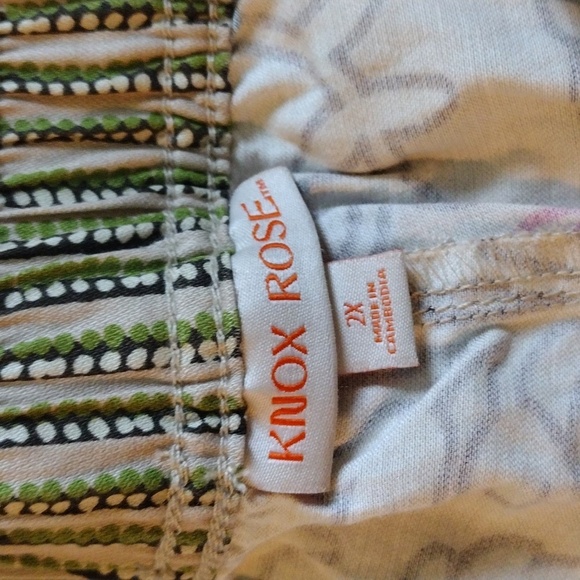 KNOX ROSE™
2X
MADE IN
CAMBODIA